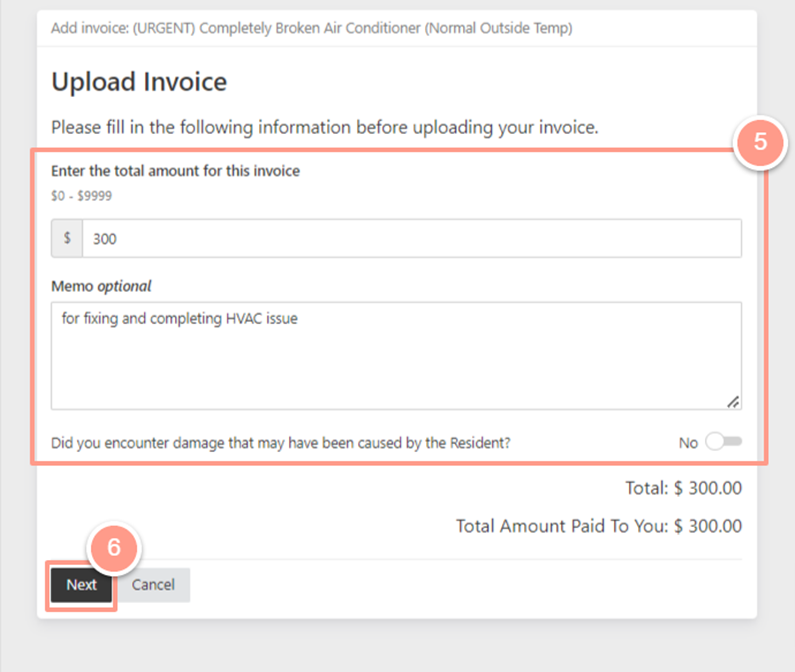 Add invoice: (URGENT) Completely Broken Air Conditioner (Normal Outside Temp)
Upload Invoice
Please fill in the following information before uploading your invoice.
5
Enter the total amount for this invoice
$0 - $9999
$ 300
Memo optional
for fixing and completing HVAC issue
Did you encounter damage that may have been caused by the Resident? No
Total: $ 300.00
Total Amount Paid To You: $ 300.00
6
Next Cancel